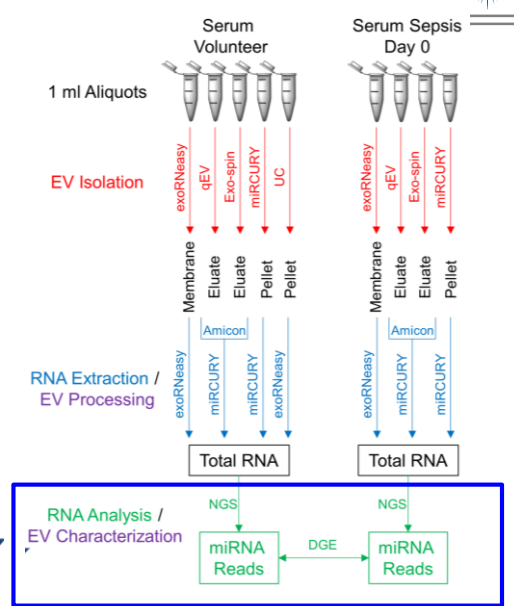 Serum
Volunteer
Serum Sepsis
Day 0
1 ml Aliquots
EV Isolation
exoRNeasy
qEV
Exo-spin
miRCURY
UC
exoRNeasy
qEV
Exo-spin
miRCURY
Membrane
Eluate
Eluate
Pellet
Pellet
Membrane
Eluate
Eluate
Pellet
Amicon
Amicon
RNA Extraction /
EV Processing
exoRNeasy
miRCURY
miRCURY
exoRNeasy
exoRNeasy
miRCURY
miRCURY
Total RNA
Total RNA
RNA Analysis /
EV Characterization
NGS
NGS
miRNA
Reads
DGE
miRNA
Reads